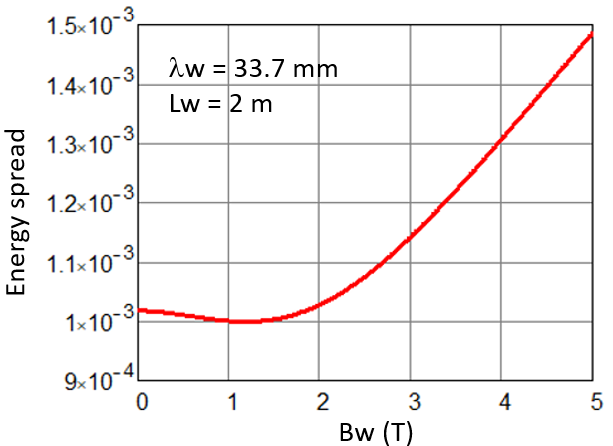 1.5×10⁻³
λw = 33.7 mm
1.4×10⁻³
Lw = 2 m
1.3×10⁻³
Energy spread
1.2×10⁻³
1.1×10⁻³
1×10⁻³
9×10⁻⁴
0 1 2 3 4 5
Bw (T)